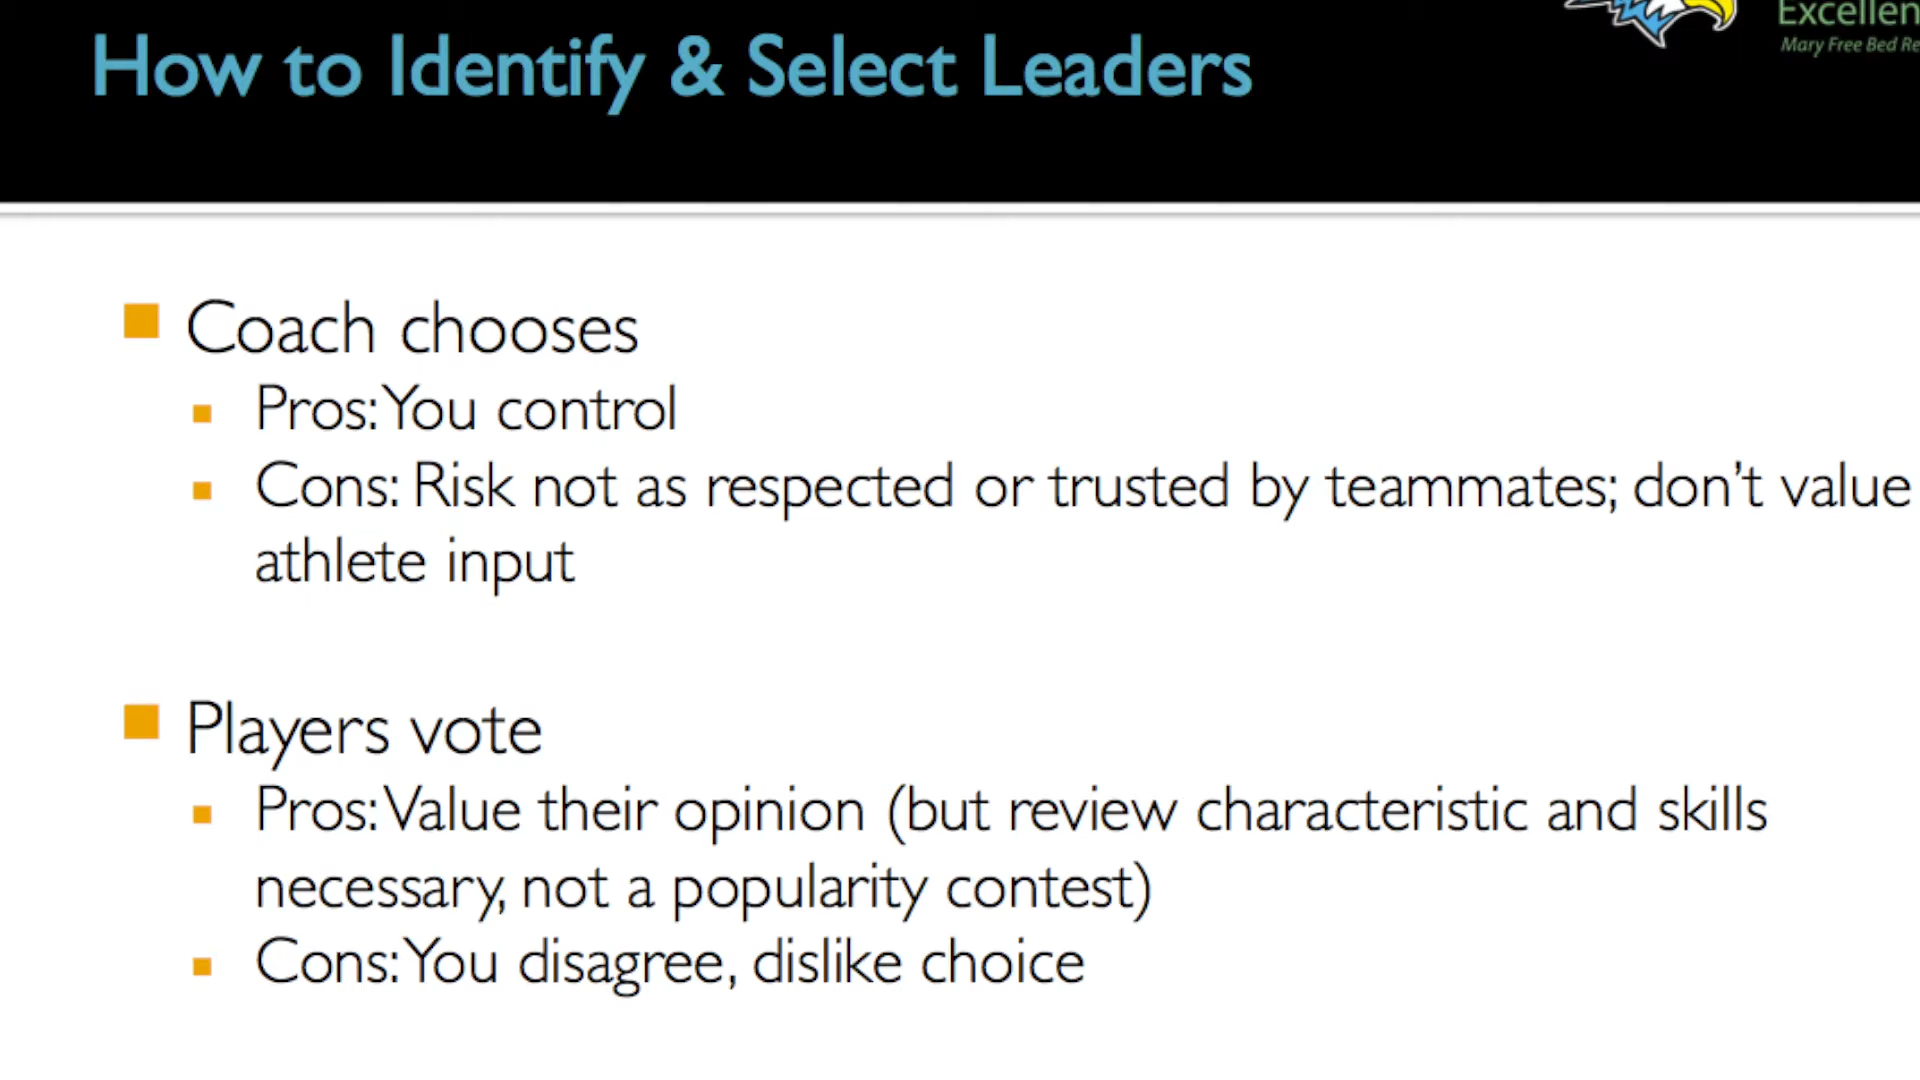 Excellen
Mary Free Bed Re
How to Identify & Select Leaders
Coach chooses
Pros: You control
Cons: Risk not as respected or trusted by teammates; don't value
athlete input
Players vote
Pros: Value their opinion (but review characteristic and skills
necessary, not a popularity contest)
Cons: You disagree, dislike choice